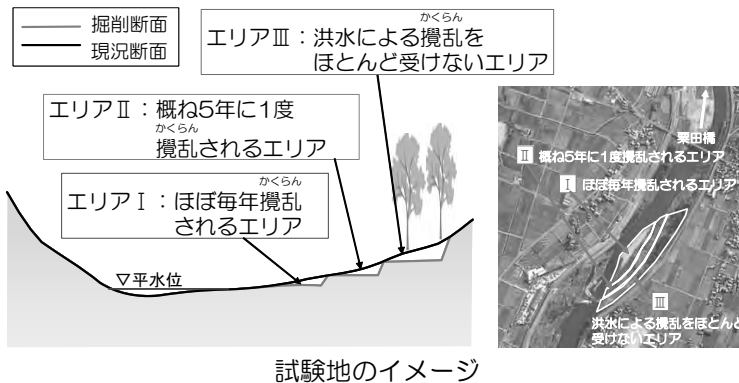 掘削断面
現況断面
かくらん
エリアⅢ：洪水による攪乱を
ほとんど受けないエリア
エリアⅡ：概ね5年に1度
かくらん
攪乱されるエリア
かくらん
エリアⅠ：ほぼ毎年攪乱
されるエリア
▽平水位
粟田橋
Ⅱ 概ね5年に1度攪乱されるエリア
Ⅰ ほぼ毎年攪乱されるエリア
Ⅲ
洪水による攪乱をほとんど
受けないエリア
試験地のイメージ